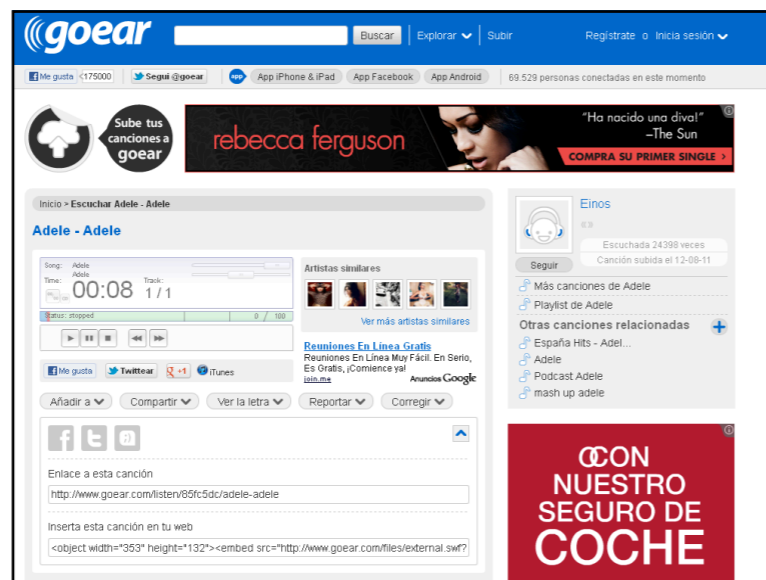 goear
Buscar
Explorar
Subir
Regístrate o Inicia sesión
Me gusta
<175000
Segui @goear
app
App iPhone & iPad
App Facebook
App Android
69.529 personas conectadas en este momento
Sube tus
canciones a
goear
rebecca ferguson
"Ha nacido una diva!"
–The Sun
COMPRA SU PRIMER SINGLE >
Inicio > Escuchar Adele - Adele
Adele - Adele
Song: Adele
Adele
Time: 00:08
Track: 1 / 1
Status: stopped
0 / 100
Artistas similares
Ver más artistas similares
Reuniones En Línea Gratis
Reuniones En Línea Muy Fácil. En Serio,
Es Gratis, ¡Comience ya!
join.me
Anuncios Google
Me gusta
Twittear
+1
iTunes
Añadir a
Compartir
Ver la letra
Reportar
Corregir
Enlace a esta canción
http://www.goear.com/listen/85fc5dc/adele-adele
Inserta esta canción en tu web
<object width="353" height="132"><embed src="http://www.goear.com/files/external.swf?
Einos
Escuchada 24398 veces
Canción subida el 12-08-11
Seguir
Más canciones de Adele
Playlist de Adele
Otras canciones relacionadas
España Hits - Adel...
Adele
Podcast Adele
mash up adele
CON
NUESTRO
SEGURO DE
COCHE